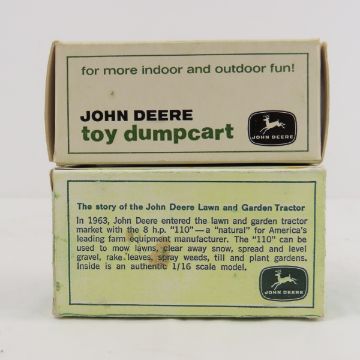 for more indoor and outdoor fun!
JOHN DEERE
toy dumpcart
JOHN DEERE
The story of the John Deere Lawn and Garden Tractor
In 1963, John Deere entered the lawn and garden tractor
market with the 8 h.p. "110" — a "natural" for America's
leading farm equipment manufacturer. The "110" can be
used to mow lawns, clear away snow, spread and level
gravel, rake leaves, spray weeds, till and plant gardens.
Inside is an authentic 1/16 scale model.
JOHN DEERE